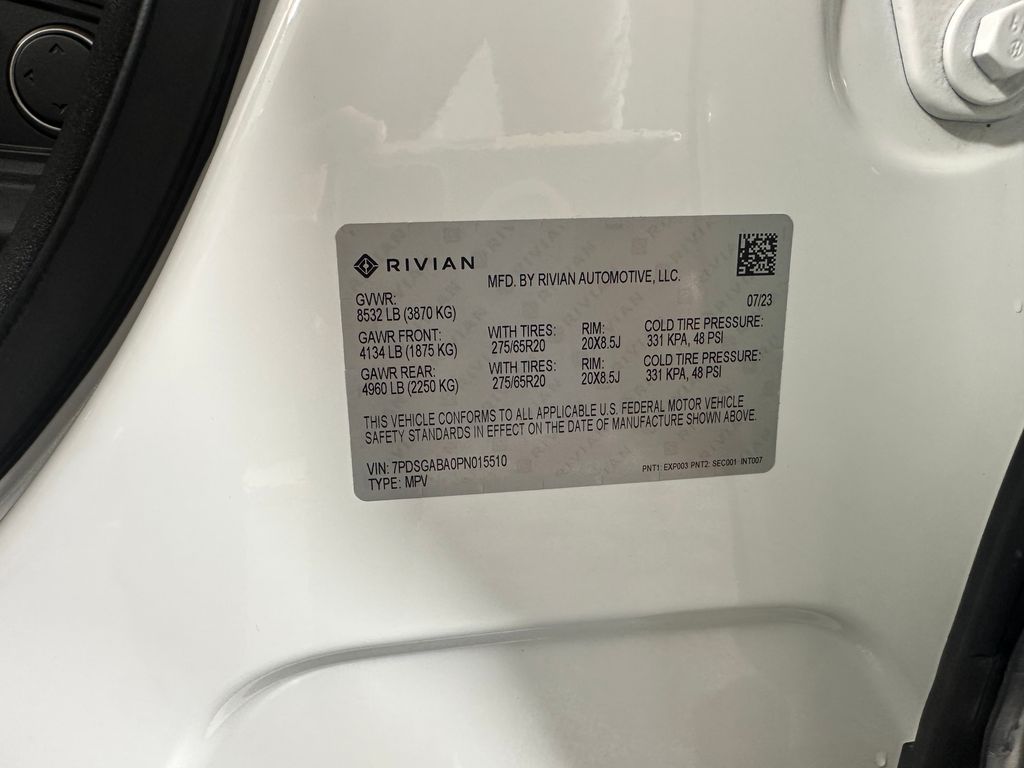 RIVIAN
MFD. BY RIVIAN AUTOMOTIVE, LLC.
GVWR: 07/23
8532 LB (3870 KG)
GAWR FRONT: WITH TIRES: RIM: COLD TIRE PRESSURE:
4134 LB (1875 KG) 275/65R20 20X8.5J 331 KPA, 48 PSI
GAWR REAR: WITH TIRES: RIM: COLD TIRE PRESSURE:
4960 LB (2250 KG) 275/65R20 20X8.5J 331 KPA, 48 PSI
THIS VEHICLE CONFORMS TO ALL APPLICABLE U.S. FEDERAL MOTOR VEHICLE
SAFETY STANDARDS IN EFFECT ON THE DATE OF MANUFACTURE SHOWN ABOVE.
VIN: 7PDSGABA0PN015510 PNT1: EXP003 PNT2: SEC001 INT007
TYPE: MPV